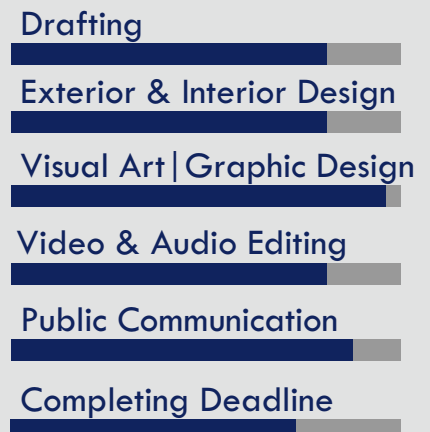 Drafting
Exterior & Interior Design
Visual Art|Graphic Design
Video & Audio Editing
Public Communication
Completing Deadline